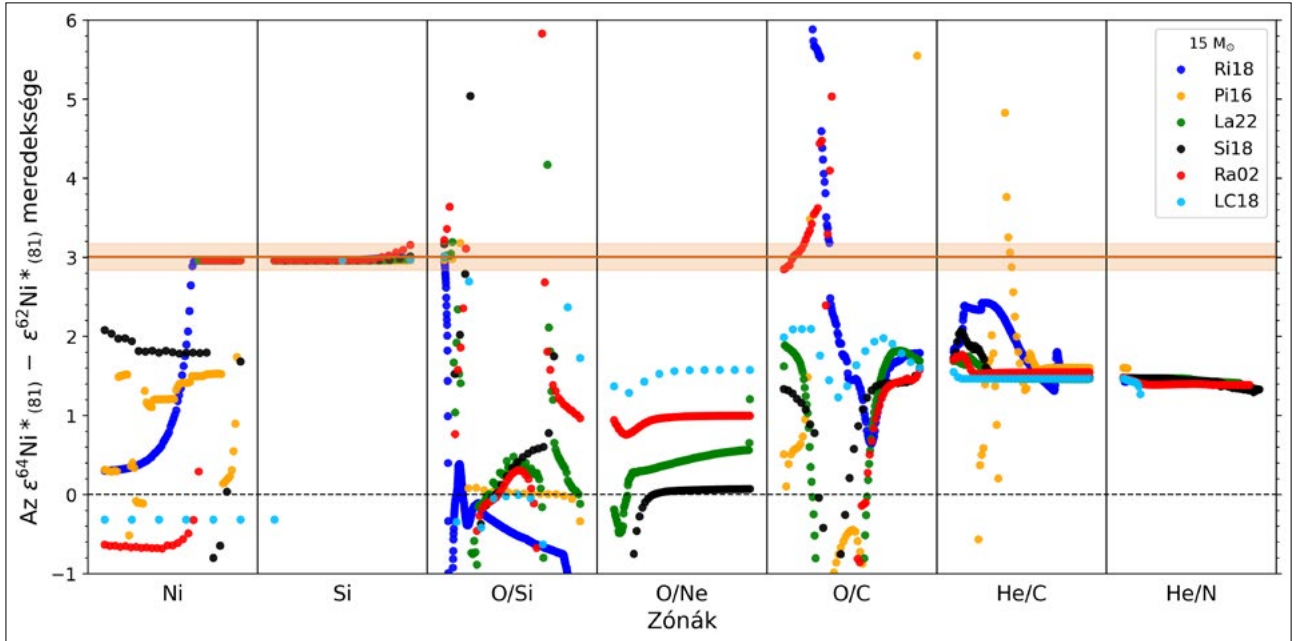 Az ε⁶⁴Ni*₍₈₁₎ − ε⁶²Ni*₍₈₁₎ meredeksége
6
5
4
3
2
1
0
−1
15 M☉
Ri18
Pi16
La22
Si18
Ra02
LC18
Ni Si O/Si O/Ne O/C He/C He/N
Zónák